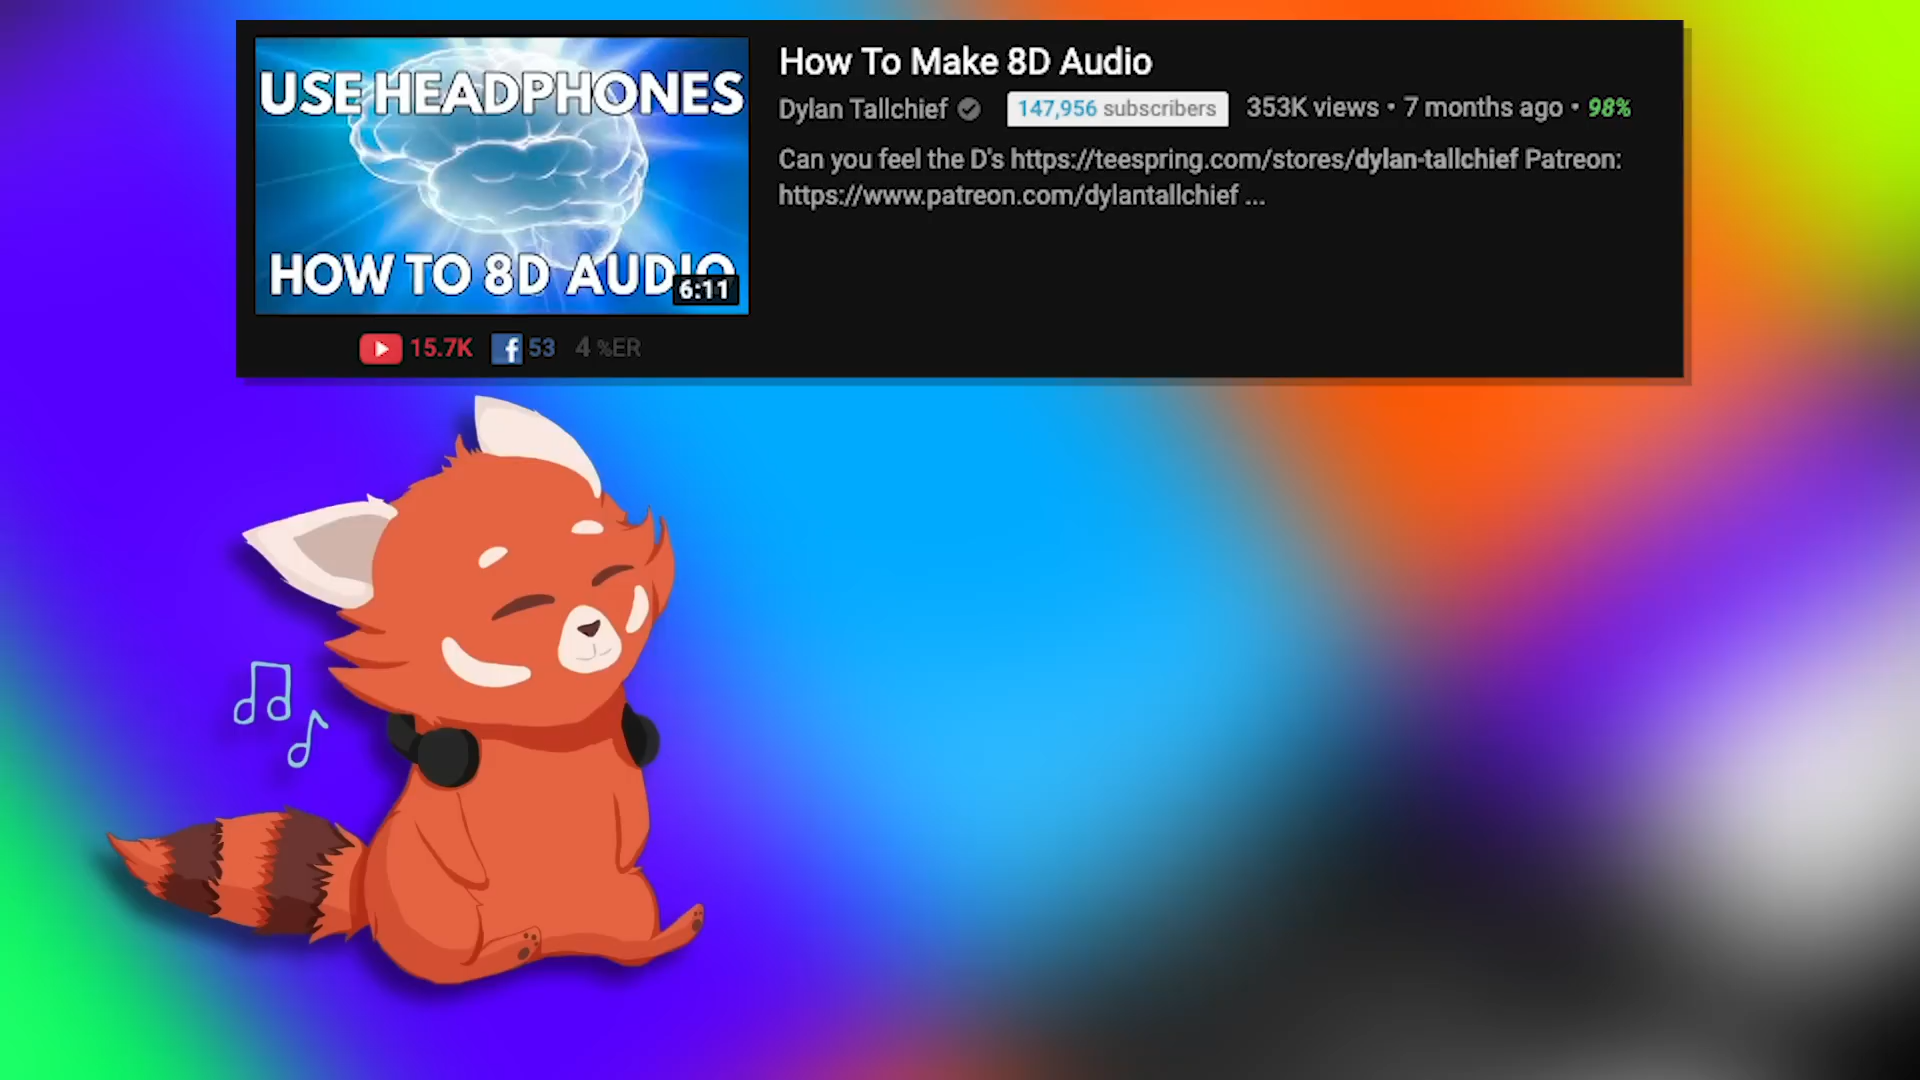 USE HEADPHONES
HOW TO 8D AUDIO
6:11
How To Make 8D Audio
Dylan Tallchief 147,956 subscribers 353K views • 7 months ago • 98%
Can you feel the D's https://teespring.com/stores/dylan-tallchief Patreon:
https://www.patreon.com/dylantallchief ...
15.7K f 53 4 %ER